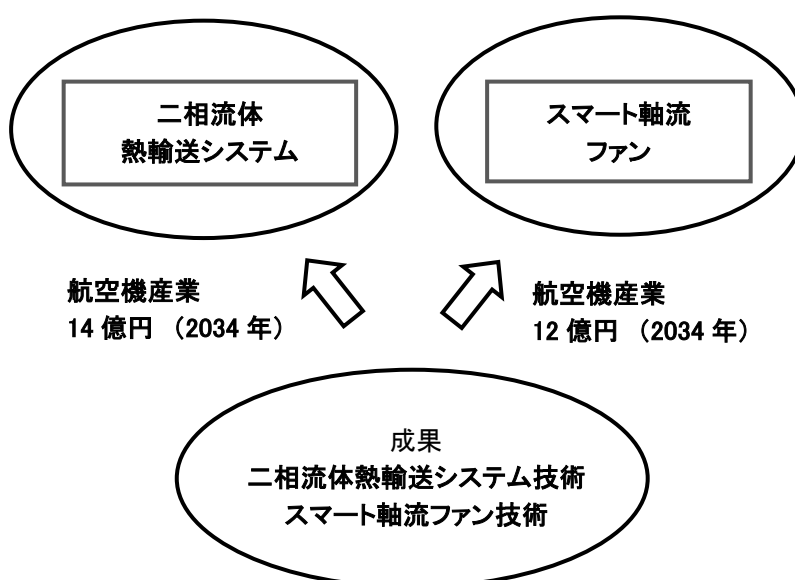 二相流体
熱輸送システム
スマート軸流
ファン
航空機産業
14 億円 （2034 年）
航空機産業
12 億円 （2034 年）
成果
二相流体熱輸送システム技術
スマート軸流ファン技術